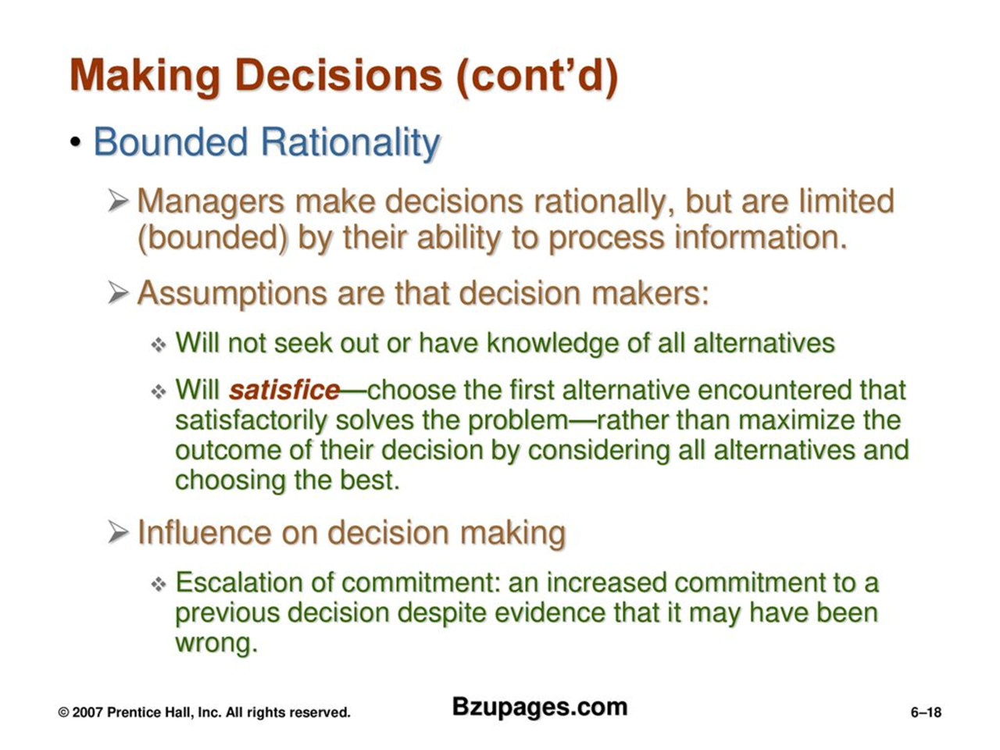 Making Decisions (cont’d)
• Bounded Rationality
Managers make decisions rationally, but are limited
(bounded) by their ability to process information.
Assumptions are that decision makers:
Will not seek out or have knowledge of all alternatives
Will satisfice—choose the first alternative encountered that
satisfactorily solves the problem—rather than maximize the
outcome of their decision by considering all alternatives and
choosing the best.
Influence on decision making
Escalation of commitment: an increased commitment to a
previous decision despite evidence that it may have been
wrong.
© 2007 Prentice Hall, Inc. All rights reserved.
Bzupages.com
6–18